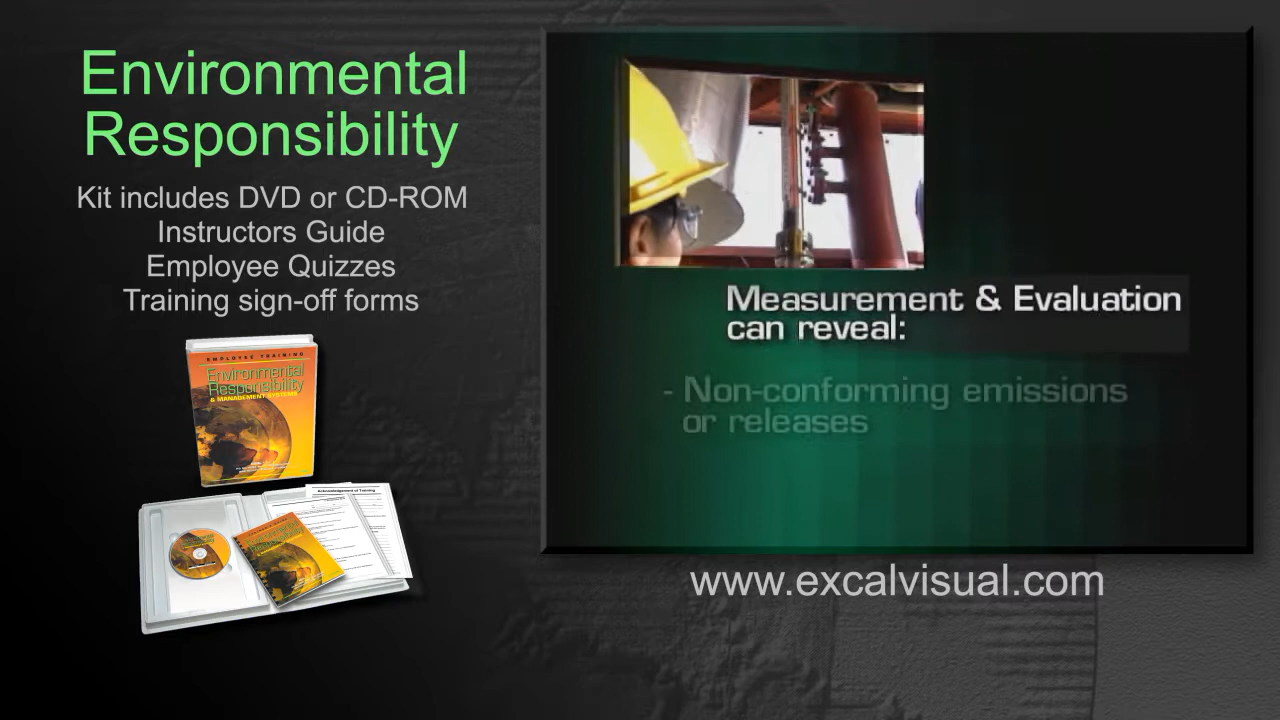 Environmental
Responsibility
Kit includes DVD or CD-ROM
Instructors Guide
Employee Quizzes
Training sign-off forms
EMPLOYEE TRAINING
Environmental
Responsibility
& MANAGEMENT SYSTEMS
Acknowledgement of Training
Measurement & Evaluation
can reveal:
- Non-conforming emissions
or releases
www.excalvisual.com